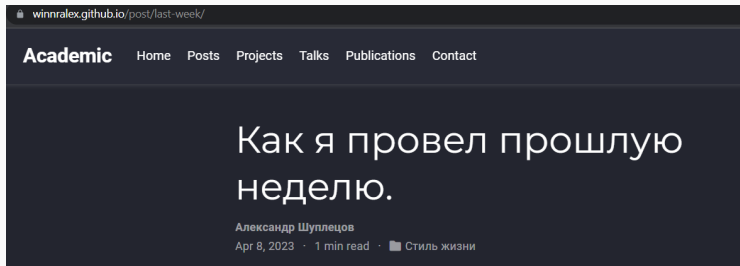 winnralex.github.io/post/last-week/
Academic Home Posts Projects Talks Publications Contact
Как я провел прошлую
неделю.
Александр Шуплецов
Apr 8, 2023 · 1 min read · Стиль жизни